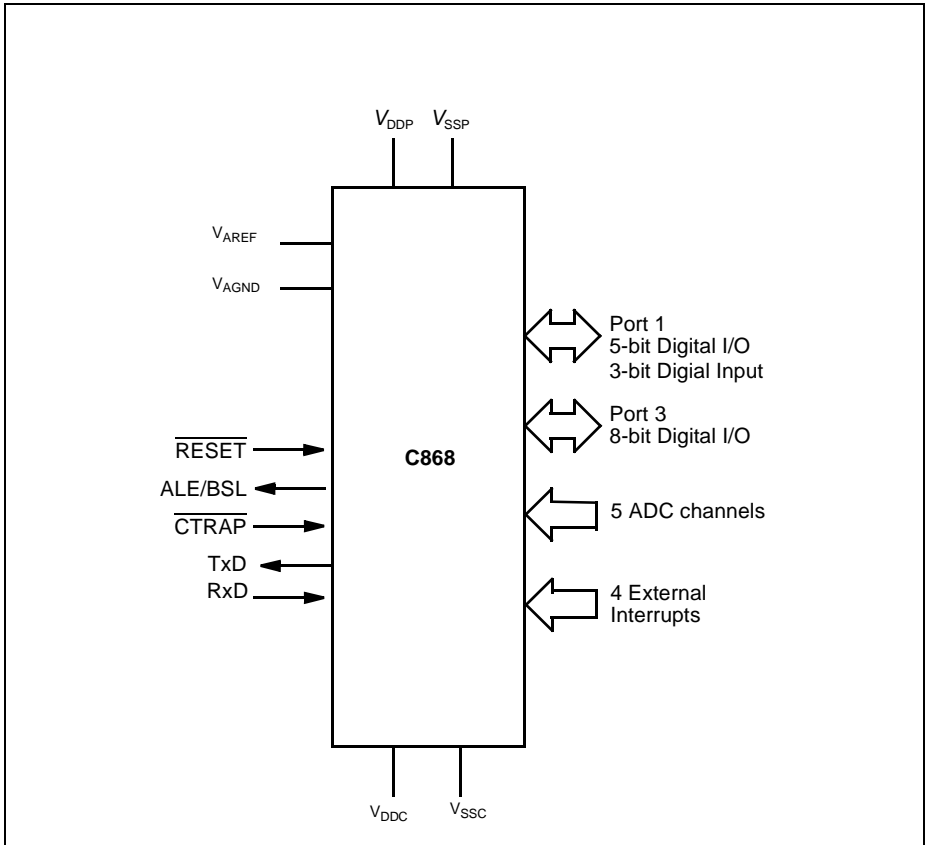 VDDP VSSP
VAREF
VAGND
Port 1
5-bit Digital I/O
3-bit Digial Input
Port 3
8-bit Digital I/O
RESET
C868
ALE/BSL
5 ADC channels
CTRAP
TxD
RxD
4 External
Interrupts
VDDC VSSC